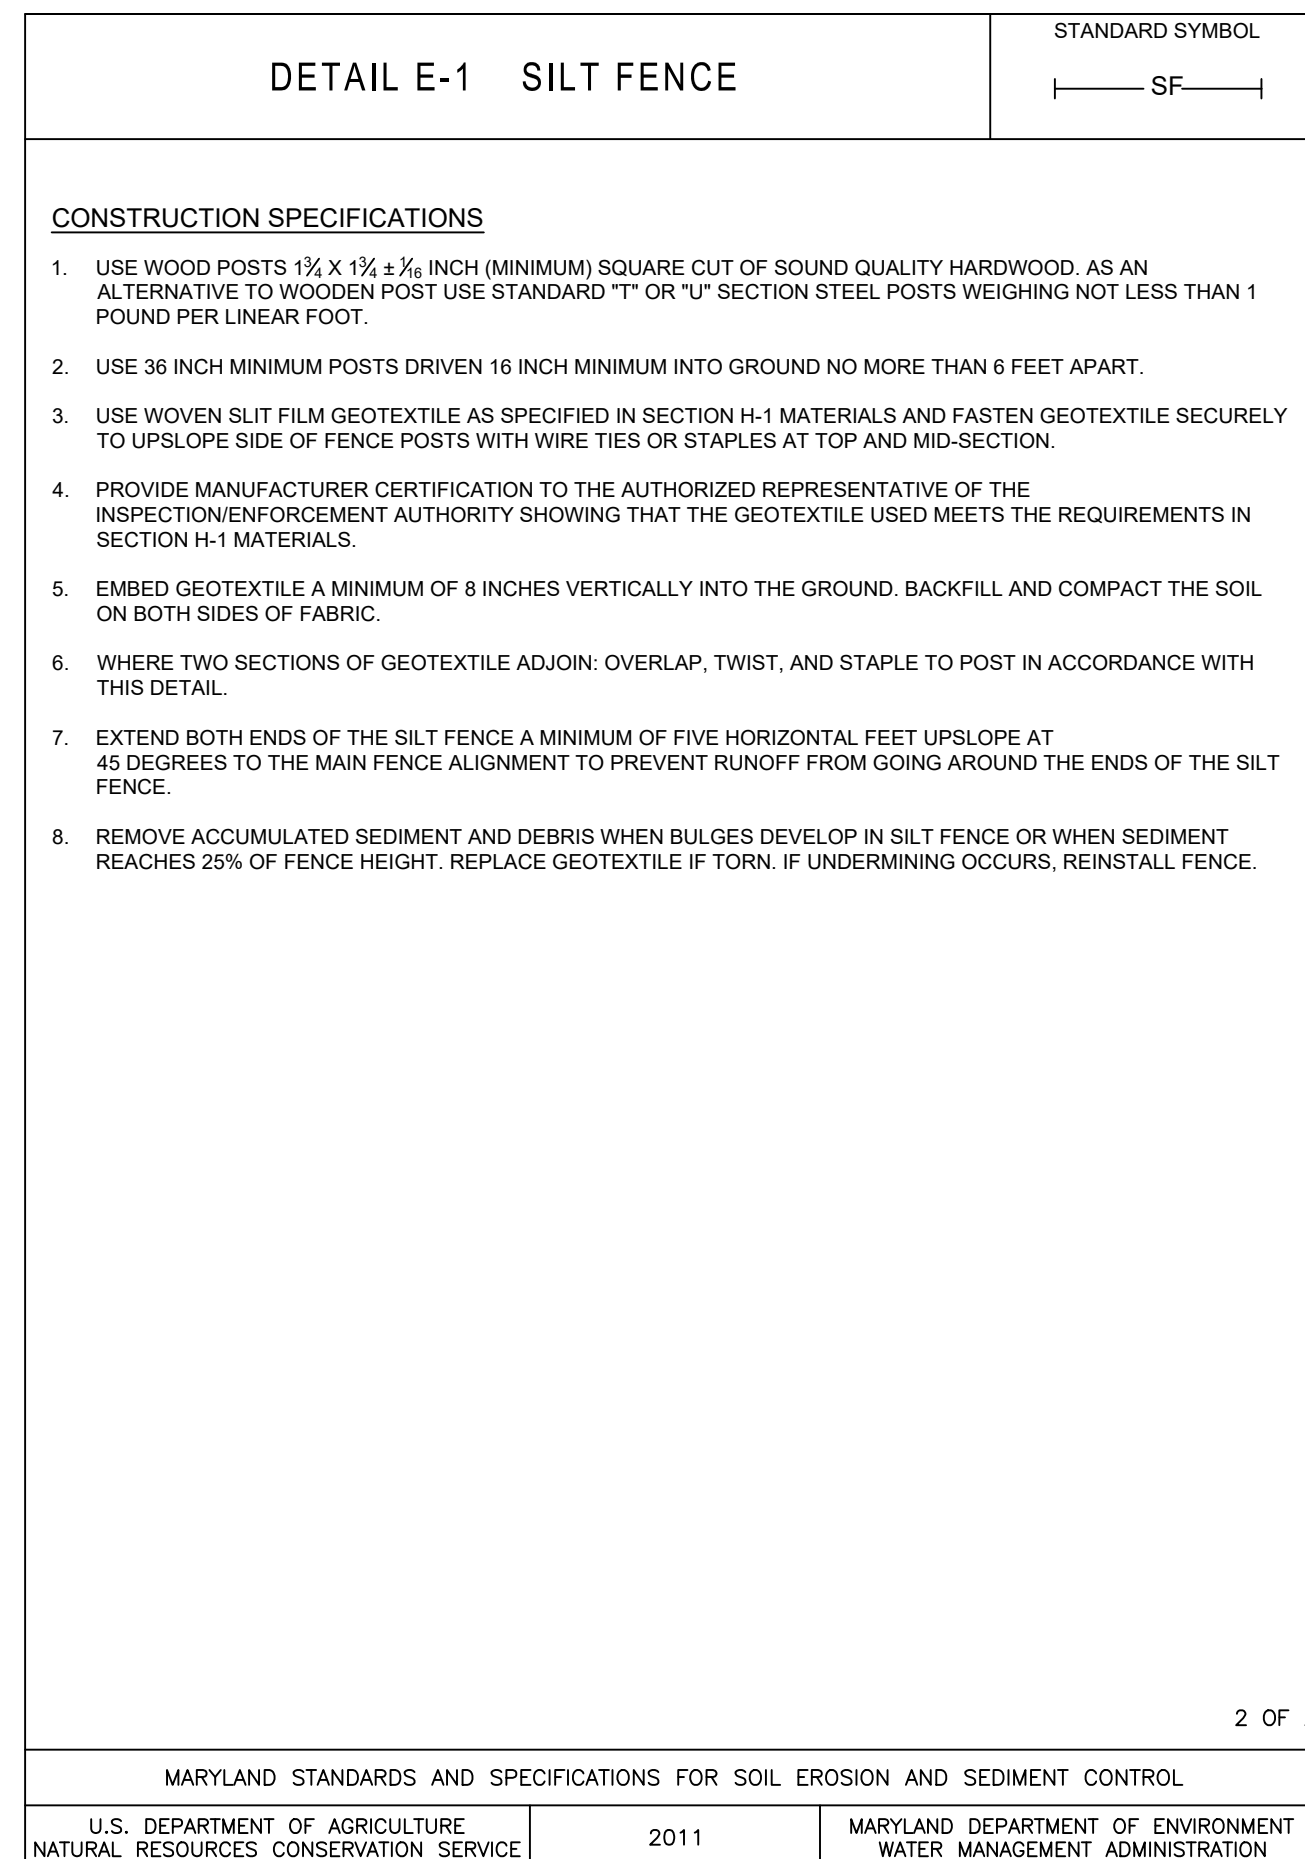 DETAIL E-1 SILT FENCE
STANDARD SYMBOL
SF
CONSTRUCTION SPECIFICATIONS
1. USE WOOD POSTS 1¾ X 1¾ ± 1⁄16 INCH (MINIMUM) SQUARE CUT OF SOUND QUALITY HARDWOOD. AS AN
ALTERNATIVE TO WOODEN POST USE STANDARD "T" OR "U" SECTION STEEL POSTS WEIGHING NOT LESS THAN 1
POUND PER LINEAR FOOT.
2. USE 36 INCH MINIMUM POSTS DRIVEN 16 INCH MINIMUM INTO GROUND NO MORE THAN 6 FEET APART.
3. USE WOVEN SLIT FILM GEOTEXTILE AS SPECIFIED IN SECTION H-1 MATERIALS AND FASTEN GEOTEXTILE SECURELY
TO UPSLOPE SIDE OF FENCE POSTS WITH WIRE TIES OR STAPLES AT TOP AND MID-SECTION.
4. PROVIDE MANUFACTURER CERTIFICATION TO THE AUTHORIZED REPRESENTATIVE OF THE
INSPECTION/ENFORCEMENT AUTHORITY SHOWING THAT THE GEOTEXTILE USED MEETS THE REQUIREMENTS IN
SECTION H-1 MATERIALS.
5. EMBED GEOTEXTILE A MINIMUM OF 8 INCHES VERTICALLY INTO THE GROUND. BACKFILL AND COMPACT THE SOIL
ON BOTH SIDES OF FABRIC.
6. WHERE TWO SECTIONS OF GEOTEXTILE ADJOIN: OVERLAP, TWIST, AND STAPLE TO POST IN ACCORDANCE WITH
THIS DETAIL.
7. EXTEND BOTH ENDS OF THE SILT FENCE A MINIMUM OF FIVE HORIZONTAL FEET UPSLOPE AT
45 DEGREES TO THE MAIN FENCE ALIGNMENT TO PREVENT RUNOFF FROM GOING AROUND THE ENDS OF THE SILT
FENCE.
8. REMOVE ACCUMULATED SEDIMENT AND DEBRIS WHEN BULGES DEVELOP IN SILT FENCE OR WHEN SEDIMENT
REACHES 25% OF FENCE HEIGHT. REPLACE GEOTEXTILE IF TORN. IF UNDERMINING OCCURS, REINSTALL FENCE.
2 OF
MARYLAND STANDARDS AND SPECIFICATIONS FOR SOIL EROSION AND SEDIMENT CONTROL
U.S. DEPARTMENT OF AGRICULTURE
NATURAL RESOURCES CONSERVATION SERVICE
2011
MARYLAND DEPARTMENT OF ENVIRONMENT
WATER MANAGEMENT ADMINISTRATION